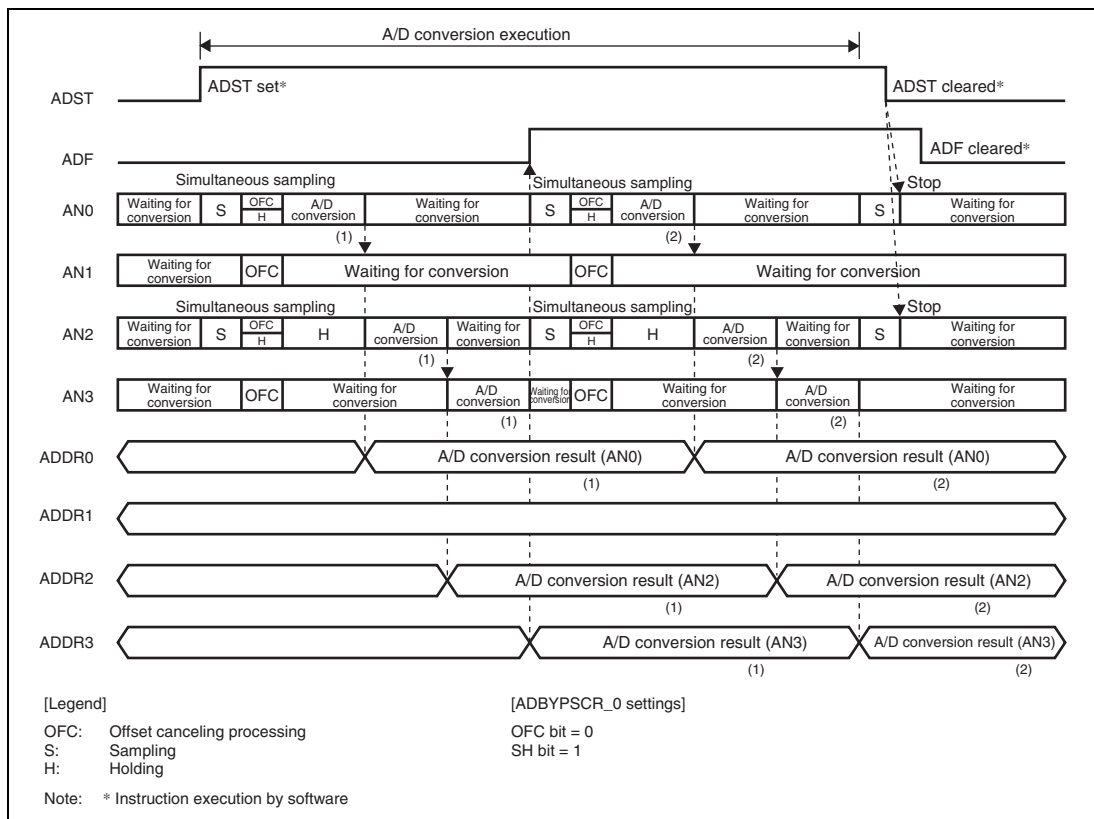 A/D conversion execution
ADST
ADST set*
ADST cleared*
ADF
ADF cleared*
Simultaneous sampling
Simultaneous sampling
Stop
AN0
Waiting for conversion
S
OFC
H
A/D conversion
Waiting for conversion
S
OFC
H
A/D conversion
Waiting for conversion
S
Waiting for conversion
(1)
(2)
AN1
Waiting for conversion
OFC
Waiting for conversion
OFC
Waiting for conversion
Simultaneous sampling
Simultaneous sampling
Stop
AN2
Waiting for conversion
S
OFC
H
H
A/D conversion
Waiting for conversion
S
OFC
H
H
A/D conversion
Waiting for conversion
S
Waiting for conversion
(1)
(2)
AN3
Waiting for conversion
OFC
Waiting for conversion
A/D conversion
Waiting for conversion
OFC
Waiting for conversion
A/D conversion
Waiting for conversion
(1)
(2)
ADDR0
A/D conversion result (AN0)
A/D conversion result (AN0)
(1)
(2)
ADDR1
ADDR2
A/D conversion result (AN2)
A/D conversion result (AN2)
(1)
(2)
ADDR3
A/D conversion result (AN3)
A/D conversion result (AN3)
(1)
(2)
[Legend]
OFC: Offset canceling processing
S: Sampling
H: Holding
[ADBYPSCR_0 settings]
OFC bit = 0
SH bit = 1
Note: * Instruction execution by software